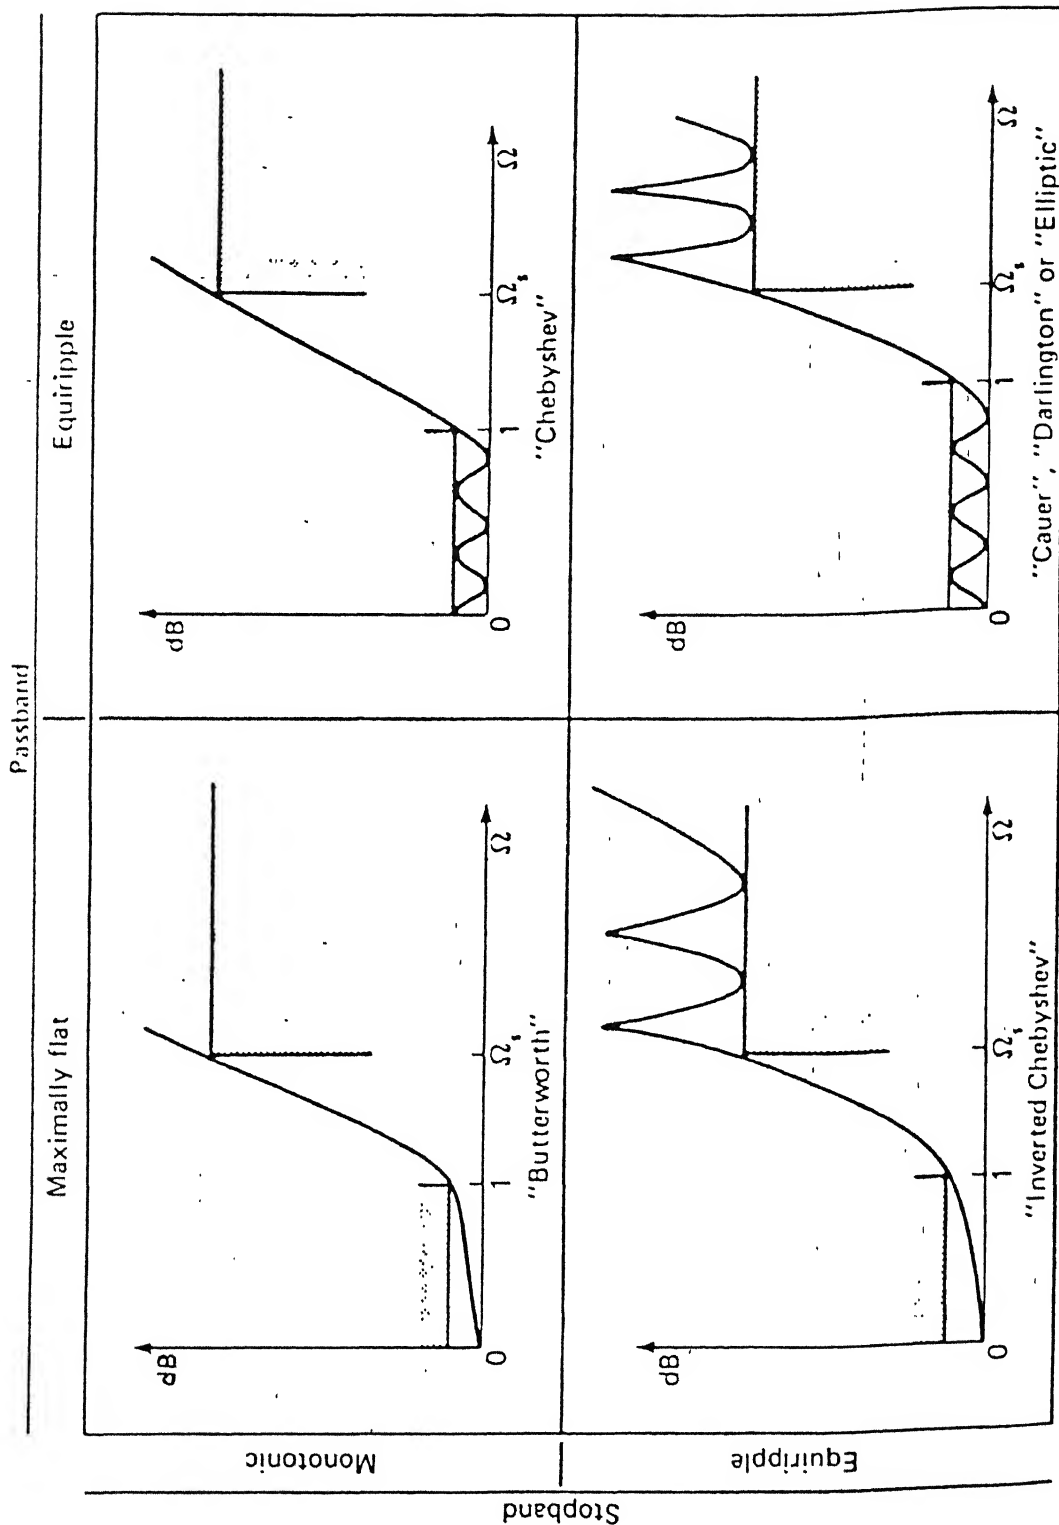 Passband
Maximally flat
Equiripple
Stopband
Monotonic
dB
0
1
Ωs
Ω
"Butterworth"
dB
0
1
Ωs
Ω
"Chebyshev"
Equiripple
dB
0
1
Ωs
Ω
"Inverted Chebyshev"
dB
0
1
Ωs
Ω
"Cauer", "Darlington" or "Elliptic"